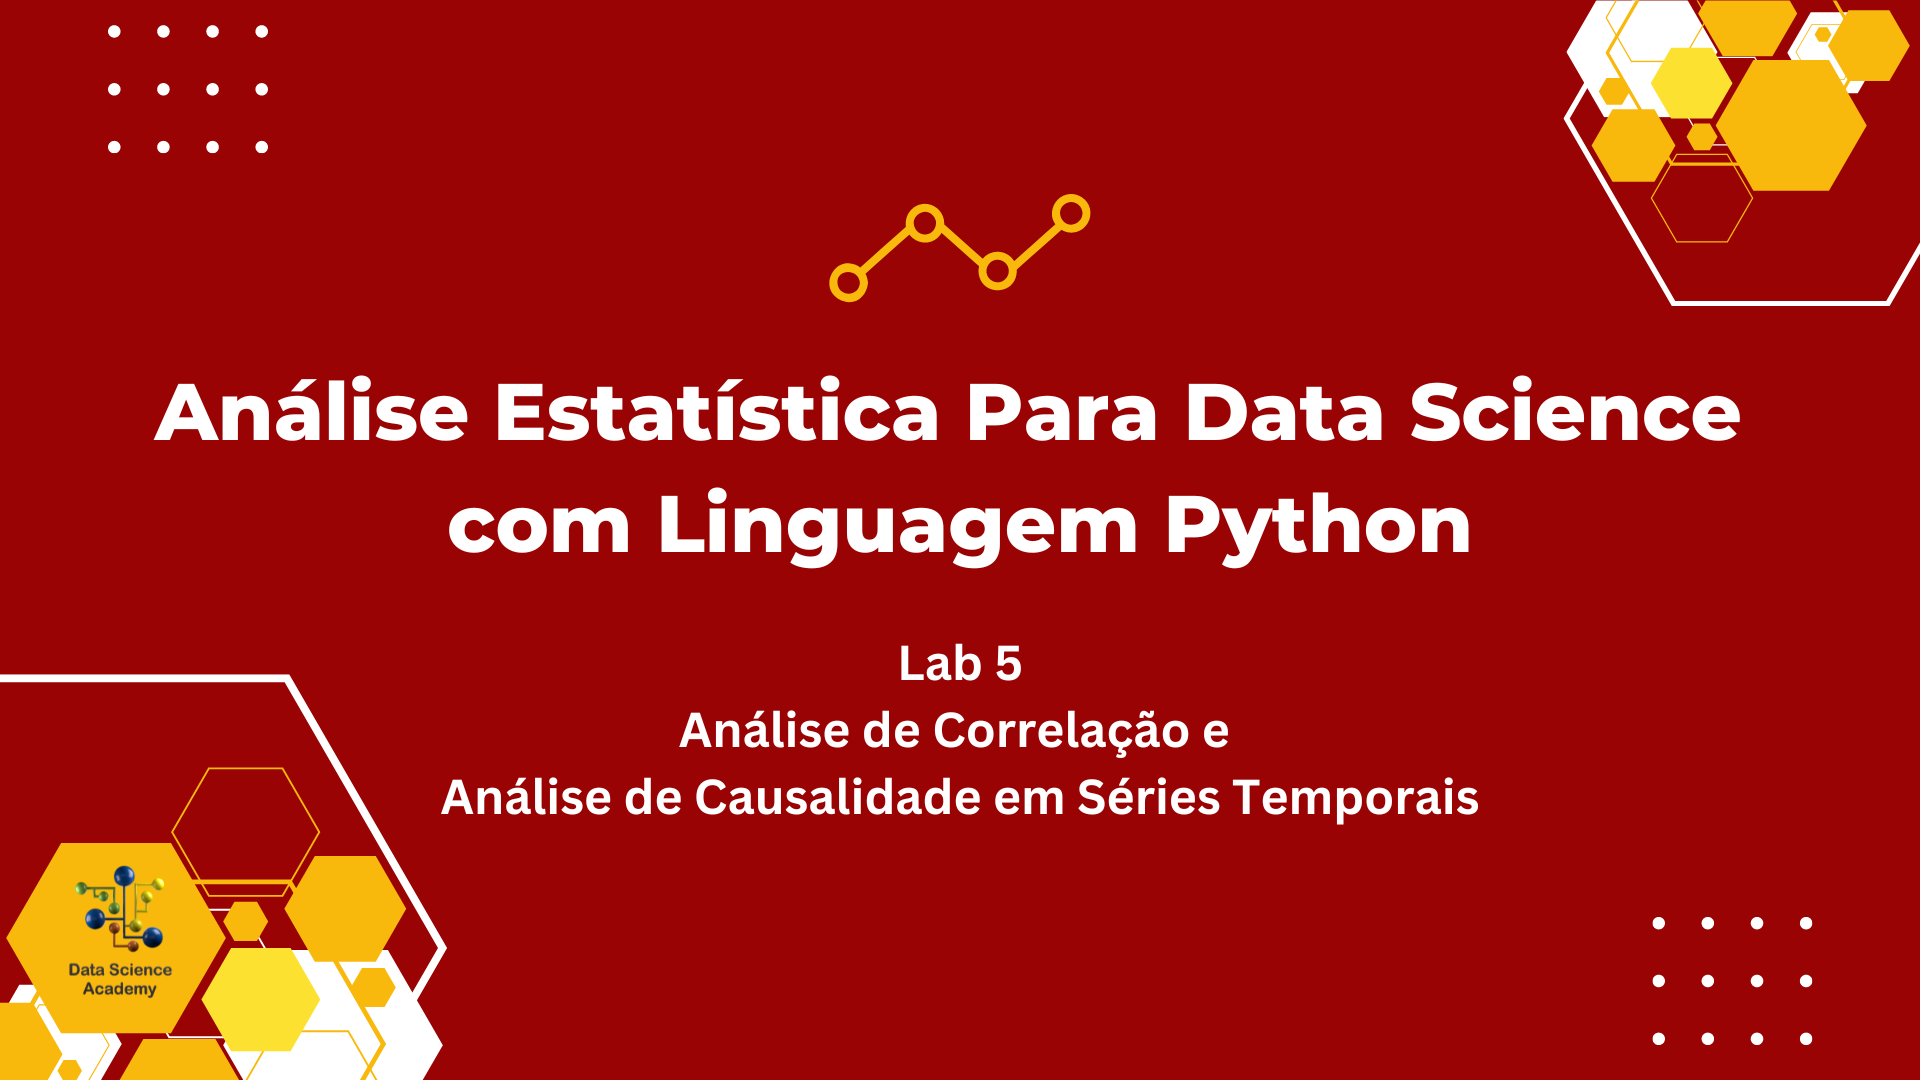 Análise Estatística Para Data Science
com Linguagem Python
Lab 5
Análise de Correlação e
Análise de Causalidade em Séries Temporais
Data Science
Academy